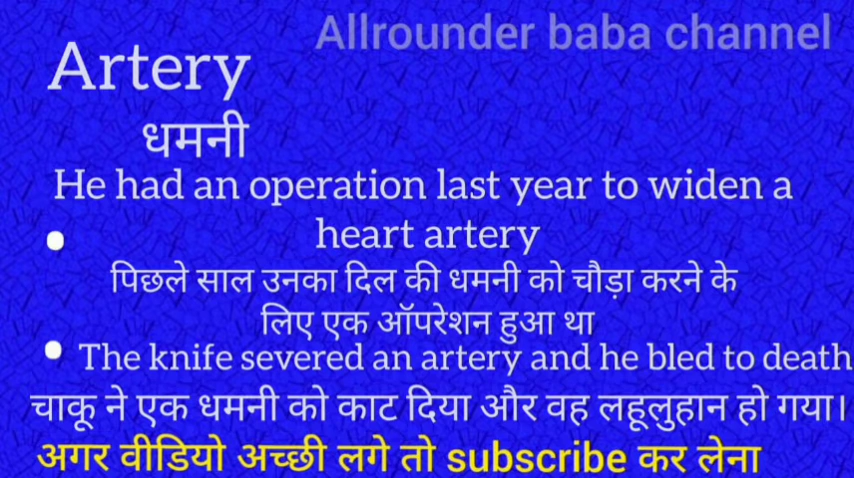 Allrounder baba channel
Artery
धमनी
He had an operation last year to widen a
heart artery
पिछले साल उनका दिल की धमनी को चौड़ा करने के
लिए एक ऑपरेशन हुआ था
The knife severed an artery and he bled to death
चाकू ने एक धमनी को काट दिया और वह लहूलुहान हो गया।
अगर वीडियो अच्छी लगे तो subscribe कर लेना